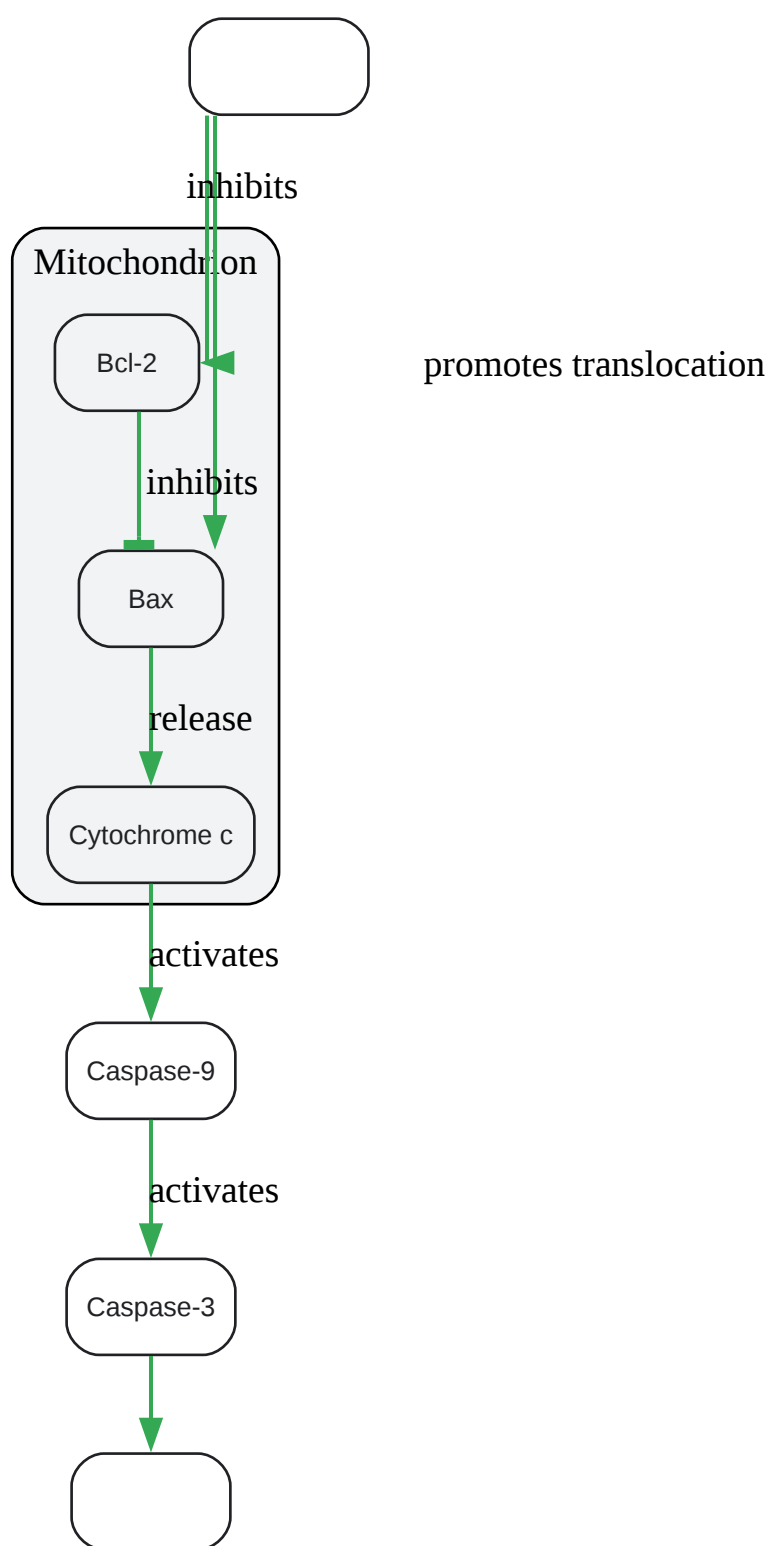 inhibits
Mitochondrion
Bcl-2
promotes translocation
inhibits
Bax
release
Cytochrome c
activates
Caspase-9
activates
Caspase-3